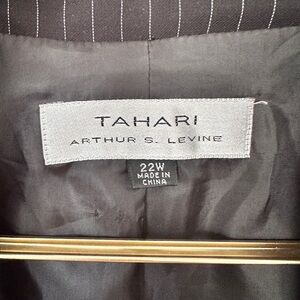 TAHARI
ARTHUR S. LEVINE
22W
MADE IN
CHINA